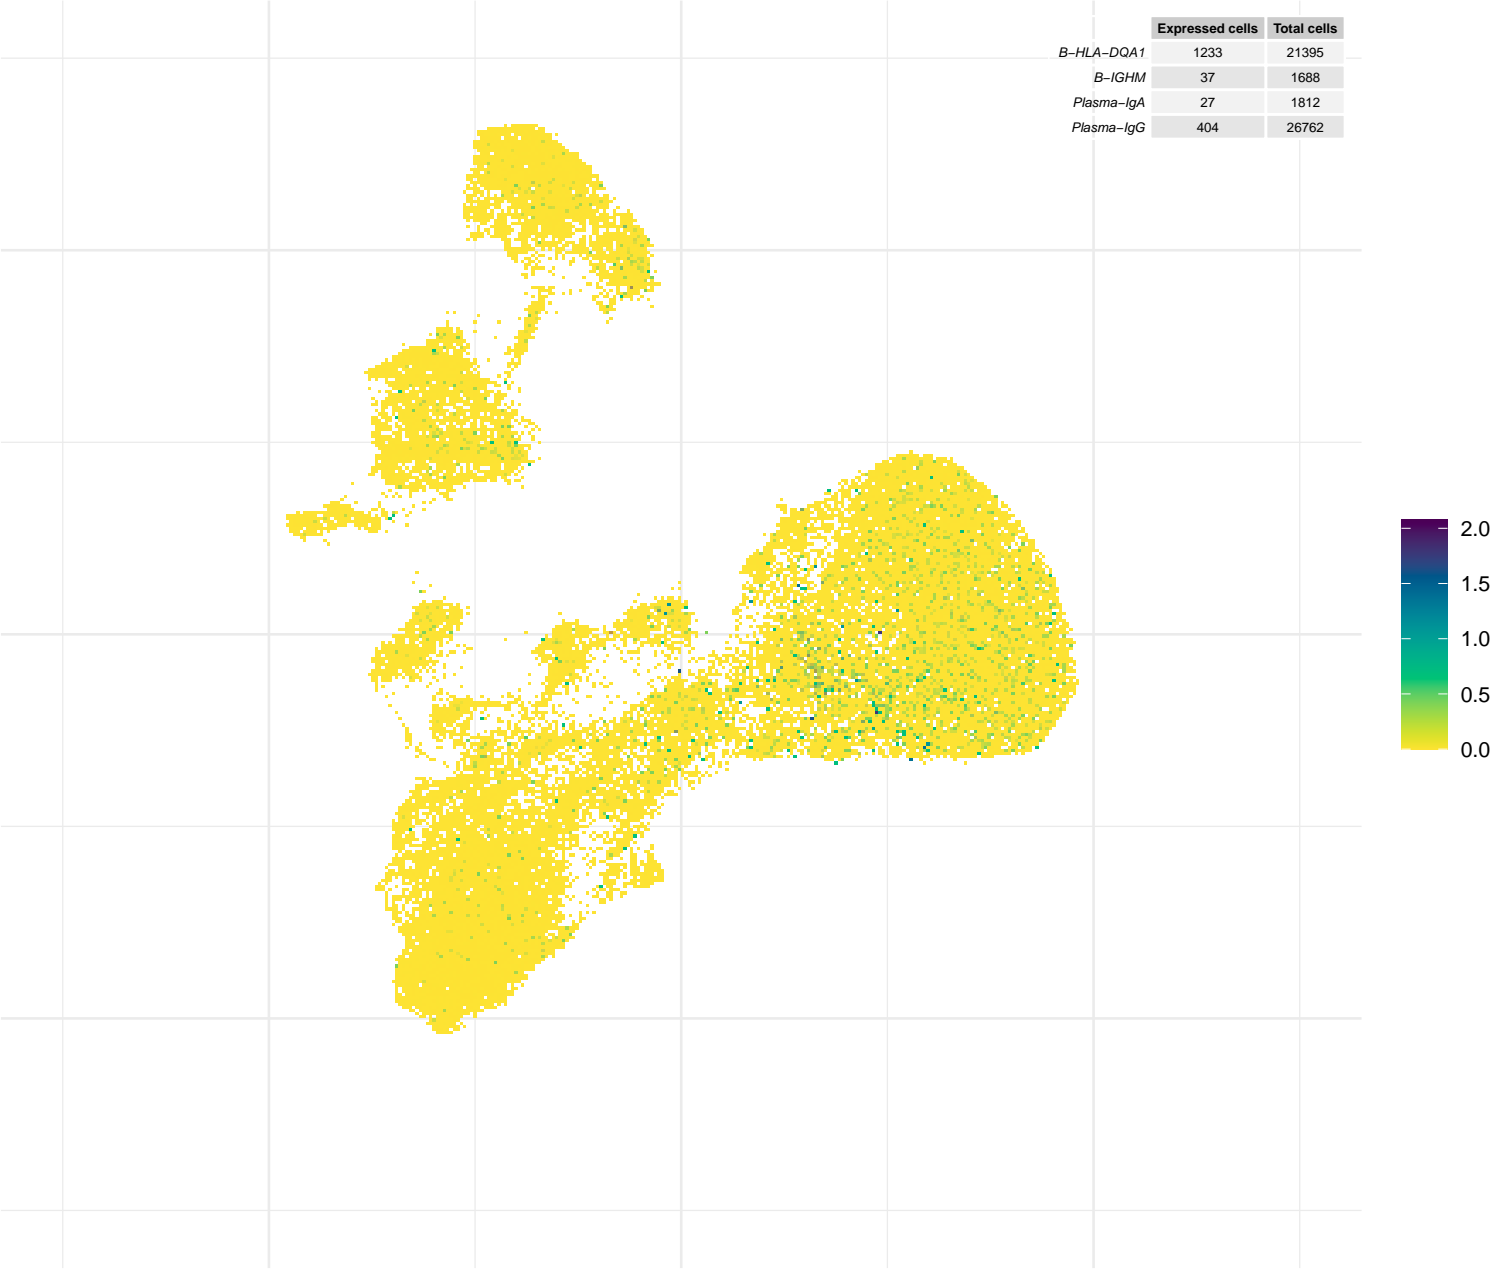 Expressed cells Total cells
B−HLA−DQA1 1233 21395
B−IGHM 37 1688
Plasma−IgA 27 1812
Plasma−IgG 404 26762
2.0
1.5
1.0
0.5
0.0